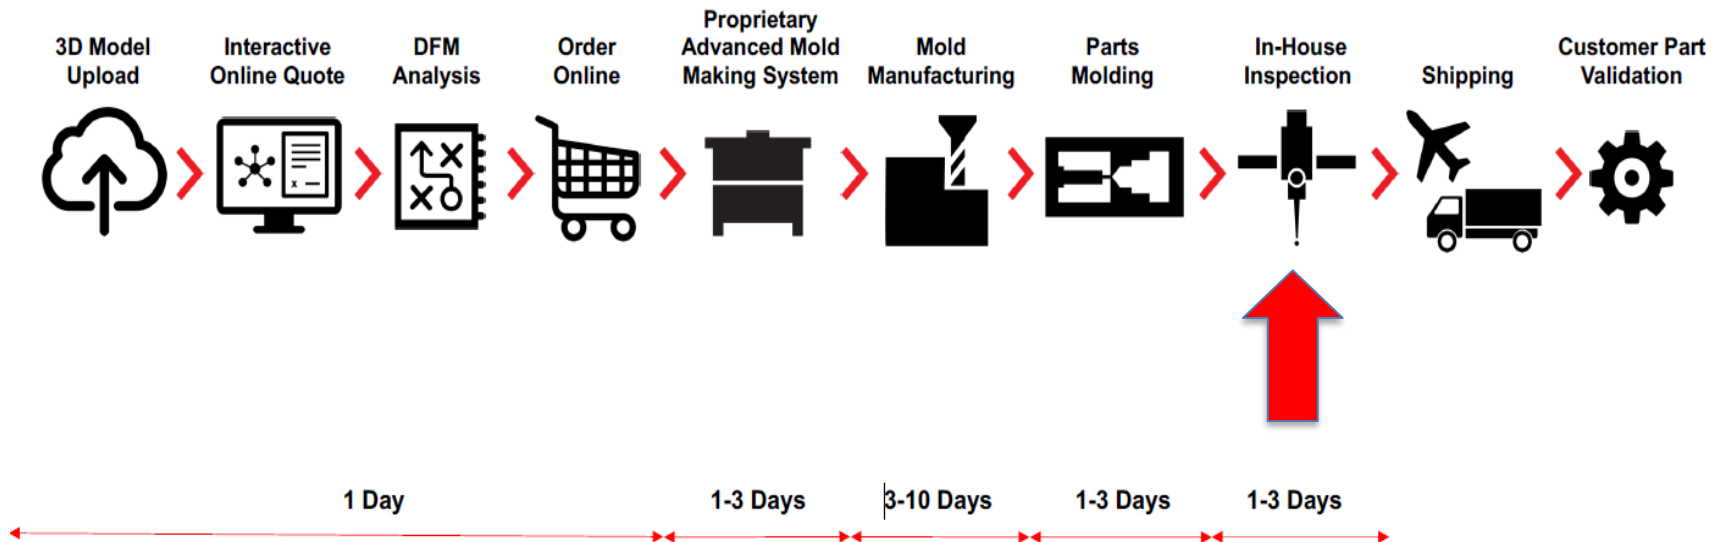 3D Model
Upload
Interactive
Online Quote
DFM
Analysis
Order
Online
Proprietary
Advanced Mold
Making System
Mold
Manufacturing
Parts
Molding
In-House
Inspection
Shipping
Customer Part
Validation
1 Day
1-3 Days
3-10 Days
1-3 Days
1-3 Days